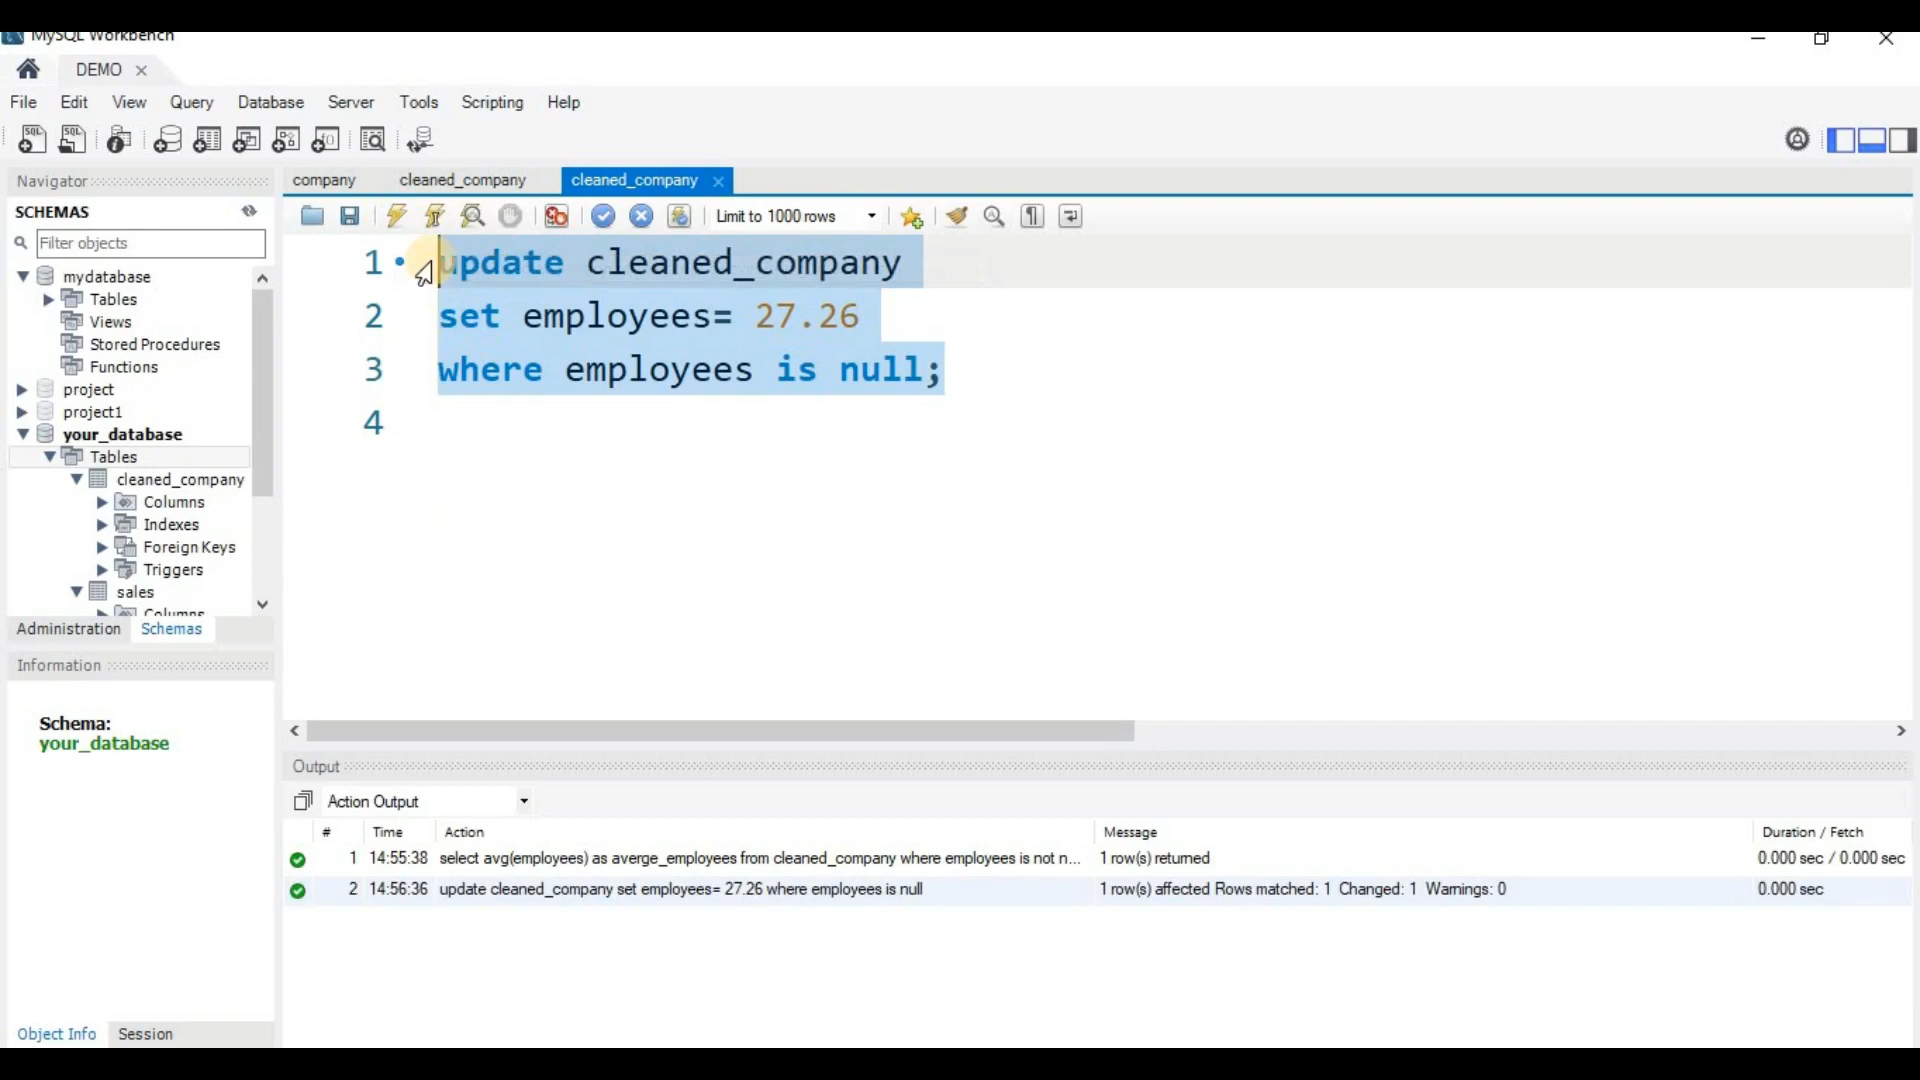 MySQL Workbench
DEMO
File Edit View Query Database Server Tools Scripting Help
Navigator
company cleaned_company cleaned_company
SCHEMAS
Limit to 1000 rows
Filter objects
mydatabase
Tables
Views
Stored Procedures
Functions
project
project1
your_database
Tables
cleaned_company
Columns
Indexes
Foreign Keys
Triggers
sales
Columns
Administration Schemas
Information
Schema:
your_database
Object Info Session
1 update cleaned_company
2 set employees= 27.26
3 where employees is null;
4
Output
Action Output
# Time Action Message Duration / Fetch
1 14:55:38 select avg(employees) as averge_employees from cleaned_company where employees is not n... 1 row(s) returned 0.000 sec / 0.000 sec
2 14:56:36 update cleaned_company set employees= 27.26 where employees is null 1 row(s) affected Rows matched: 1 Changed: 1 Warnings: 0 0.000 sec